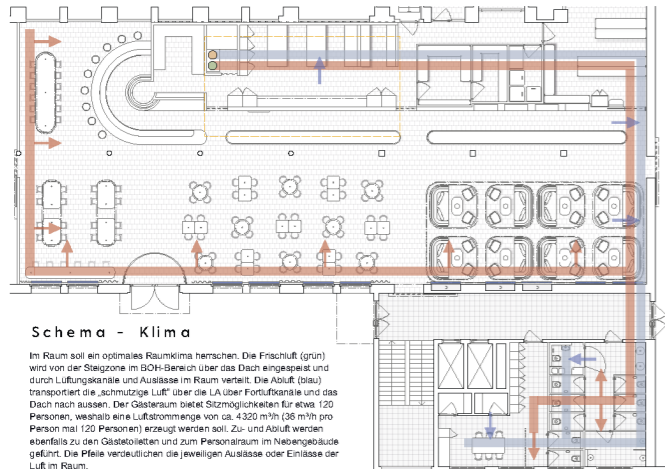 Schema - Klima
Im Raum soll ein optimales Raumklima herrschen. Die Frischluft (grün)
wird von der Steigzone im BOH-Bereich über das Dach eingespeist und
durch Lüftungskanäle und Auslässe im Raum verteilt. Die Abluft (blau)
transportiert die „schmutzige Luft“ über die LA über Fortluftkanäle und das
Dach nach aussen. Der Gästeraum bietet Sitzmöglichkeiten für etwa 120
Personen, weshalb eine Luftstrommenge von ca. 4320 m³/h (36 m³/h pro
Person mal 120 Personen) erzeugt werden soll. Zu- und Abluft werden
ebenfalls zu den Gästetoiletten und zum Personalraum im Nebengebäude
geführt. Die Pfeile verdeutlichen die jeweiligen Auslässe oder Einlässe der
Luft im Raum.